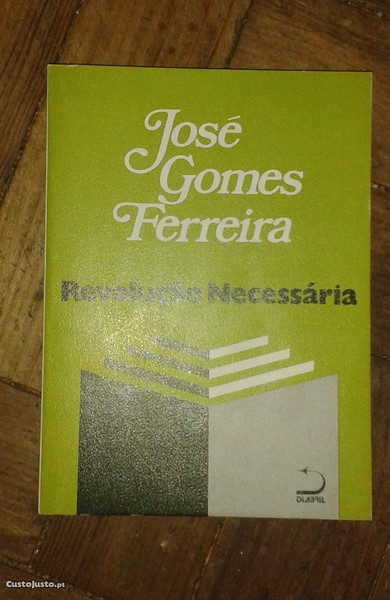 José
Gomes
Ferreira
Revolução Necessária
DIABRIL
CustoJusto.pt